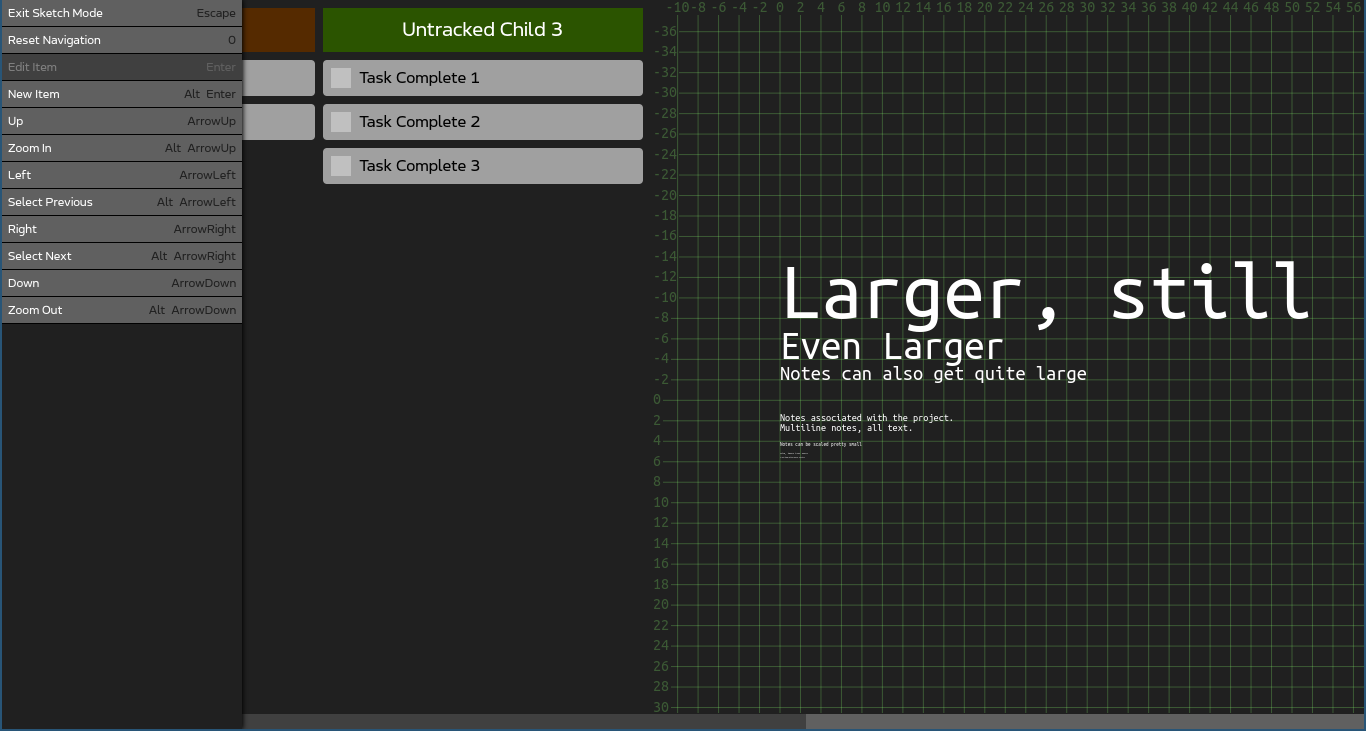 Exit Sketch Mode Escape
Reset Navigation 0
Edit Item Enter
New Item Alt Enter
Up ArrowUp
Zoom In Alt ArrowUp
Left ArrowLeft
Select Previous Alt ArrowLeft
Right ArrowRight
Select Next Alt ArrowRight
Down ArrowDown
Zoom Out Alt ArrowDown
Untracked Child 3
Task Complete 1
Task Complete 2
Task Complete 3
-10 -8 -6 -4 -2 0 2 4 6 8 10 12 14 16 18 20 22 24 26 28 30 32 34 36 38 40 42 44 46 48 50 52 54 56
-36
-34
-32
-30
-28
-26
-24
-22
-20
-18
-16
-14
-12
-10
-8
-6
-4
-2
0
2
4
6
8
10
12
14
16
18
20
22
24
26
28
30
Larger, still
Even Larger
Notes can also get quite large
Notes associated with the project.
Multiline notes, all text.
Notes can be scaled pretty small